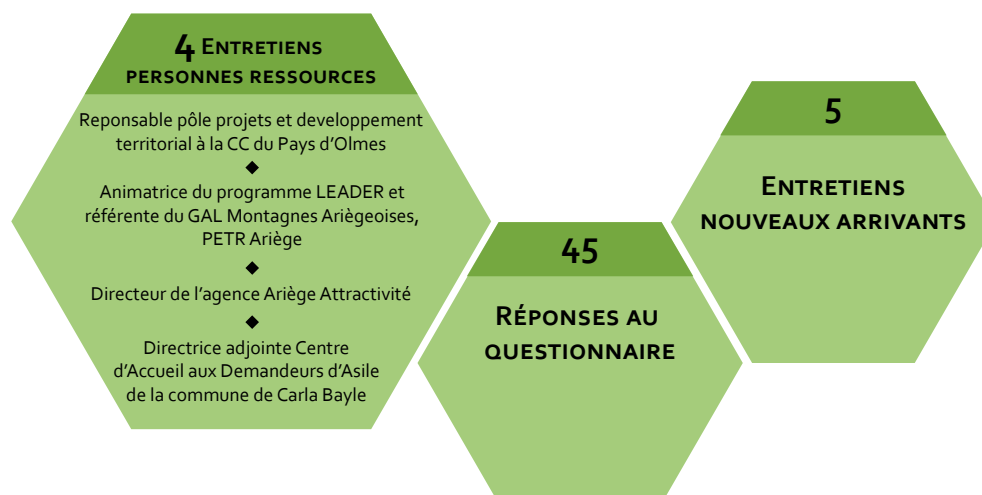 4 Entretiens
personnes ressources
Reponsable pôle projets et developpement
territorial à la CC du Pays d'Olmes
◆
Animatrice du programme LEADER et
référente du GAL Montagnes Ariègeoises,
PETR Ariège
◆
Directeur de l'agence Ariège Attractivité
◆
Directrice adjointe Centre
d'Accueil aux Demandeurs d'Asile
de la commune de Carla Bayle
45
Réponses au
questionnaire
5
Entretiens
nouveaux arrivants